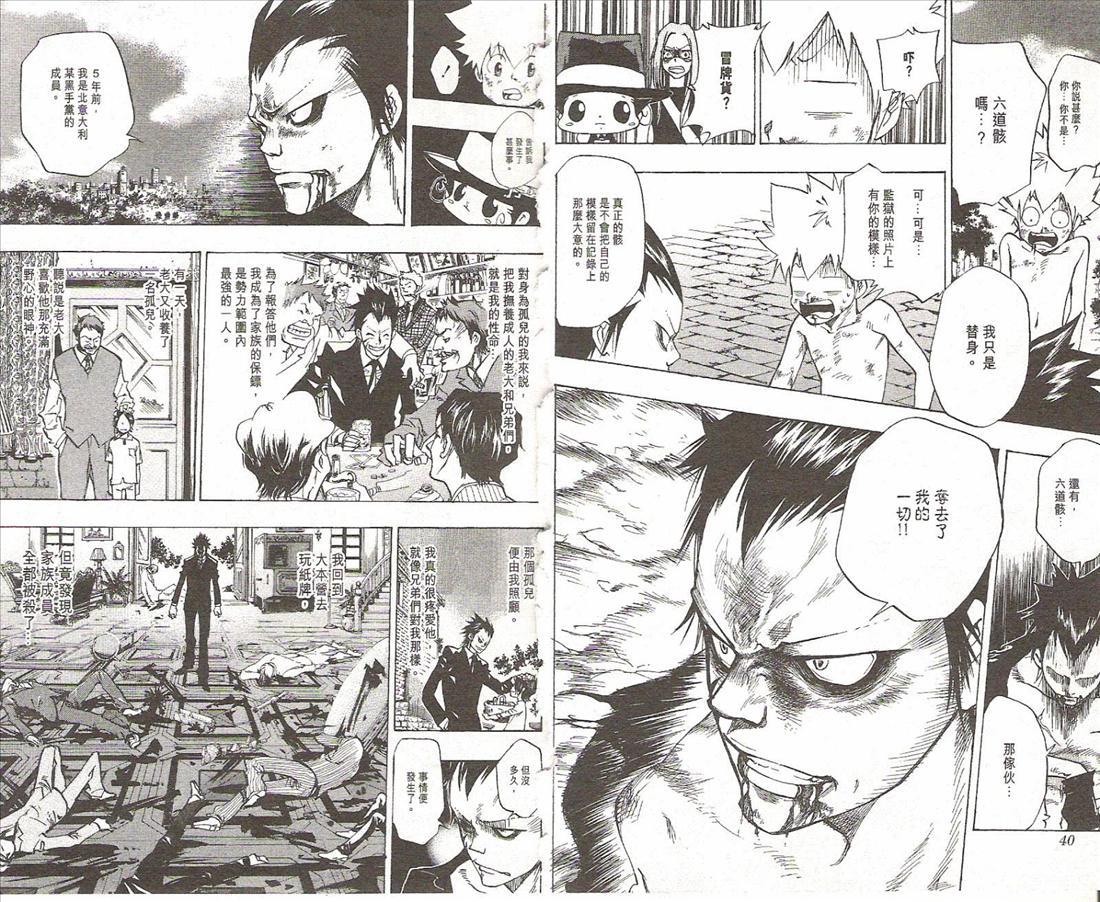 你說甚麼？
你…你不是…
六道骸
嗎…？
吓？
冒牌貨？
我只是
替身。
可…可是…
監獄的照片上
有你的模樣…
真正的骸
是不會把自己的
模樣留在記錄上
那麼大意的。
還有，
六道骸…
那傢伙…
奪去了
我的
一切!!
40
！
告訴我
發生了
甚麼事。
5年前，
我是北意大利
某黑手黨的
成員。
對身為孤兒的我來說，
把我撫養成人的老大和兄弟們，
就是我的性命…
為了報答他們，
我成為了家族的保鏢，
是勢力範圍內
最強的一人。
有一天，
老大又收養了
一名孤兒。
聽說是老大
喜歡他那充滿
野心的眼神。
那個孤兒
便由我照顧。
我真的很疼愛他，
就像兄弟們對我那樣。
但沒
多久，
事情便
發生了。
我回到
大本營去
玩紙牌。
但竟發現
家族成員
全都被殺了…